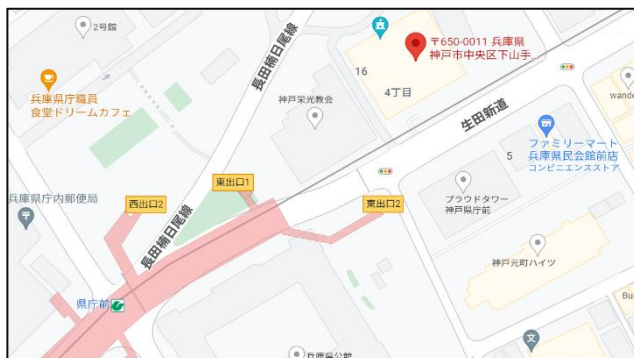 2号館
兵庫県庁職員
食堂ドリームカフェ
長田楠日尾線
16
4丁目
〒650-0011 兵庫県
神戸市中央区下山手...
神戸栄光教会
生田新道
wande
ファミリーマート
兵庫県民会館前店
コンビニエンスストア
5
東出口1
西出口2
東出口2
プラウドタワー
神戸県庁前
兵庫県庁内郵便局
長田楠日尾線
神戸元町ハイツ
県庁前
Bu
文
兵庫県公館